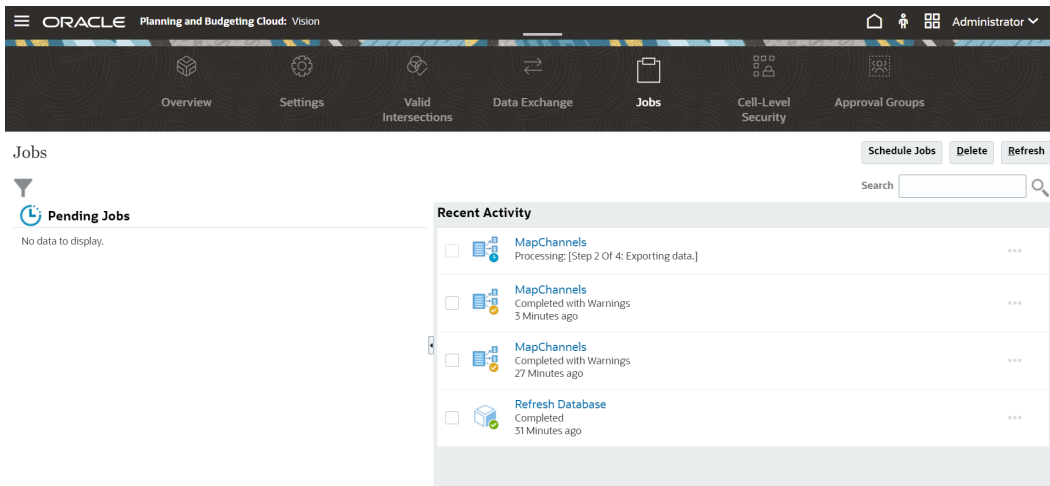 ORACLE Planning and Budgeting Cloud: Vision Administrator
Overview Settings Valid Intersections Data Exchange Jobs Cell-Level Security Approval Groups
Jobs
Schedule Jobs Delete Refresh
Search
Pending Jobs
No data to display.
Recent Activity
MapChannels
Processing: [Step 2 Of 4: Exporting data.]
MapChannels
Completed with Warnings
3 Minutes ago
MapChannels
Completed with Warnings
27 Minutes ago
Refresh Database
Completed
31 Minutes ago